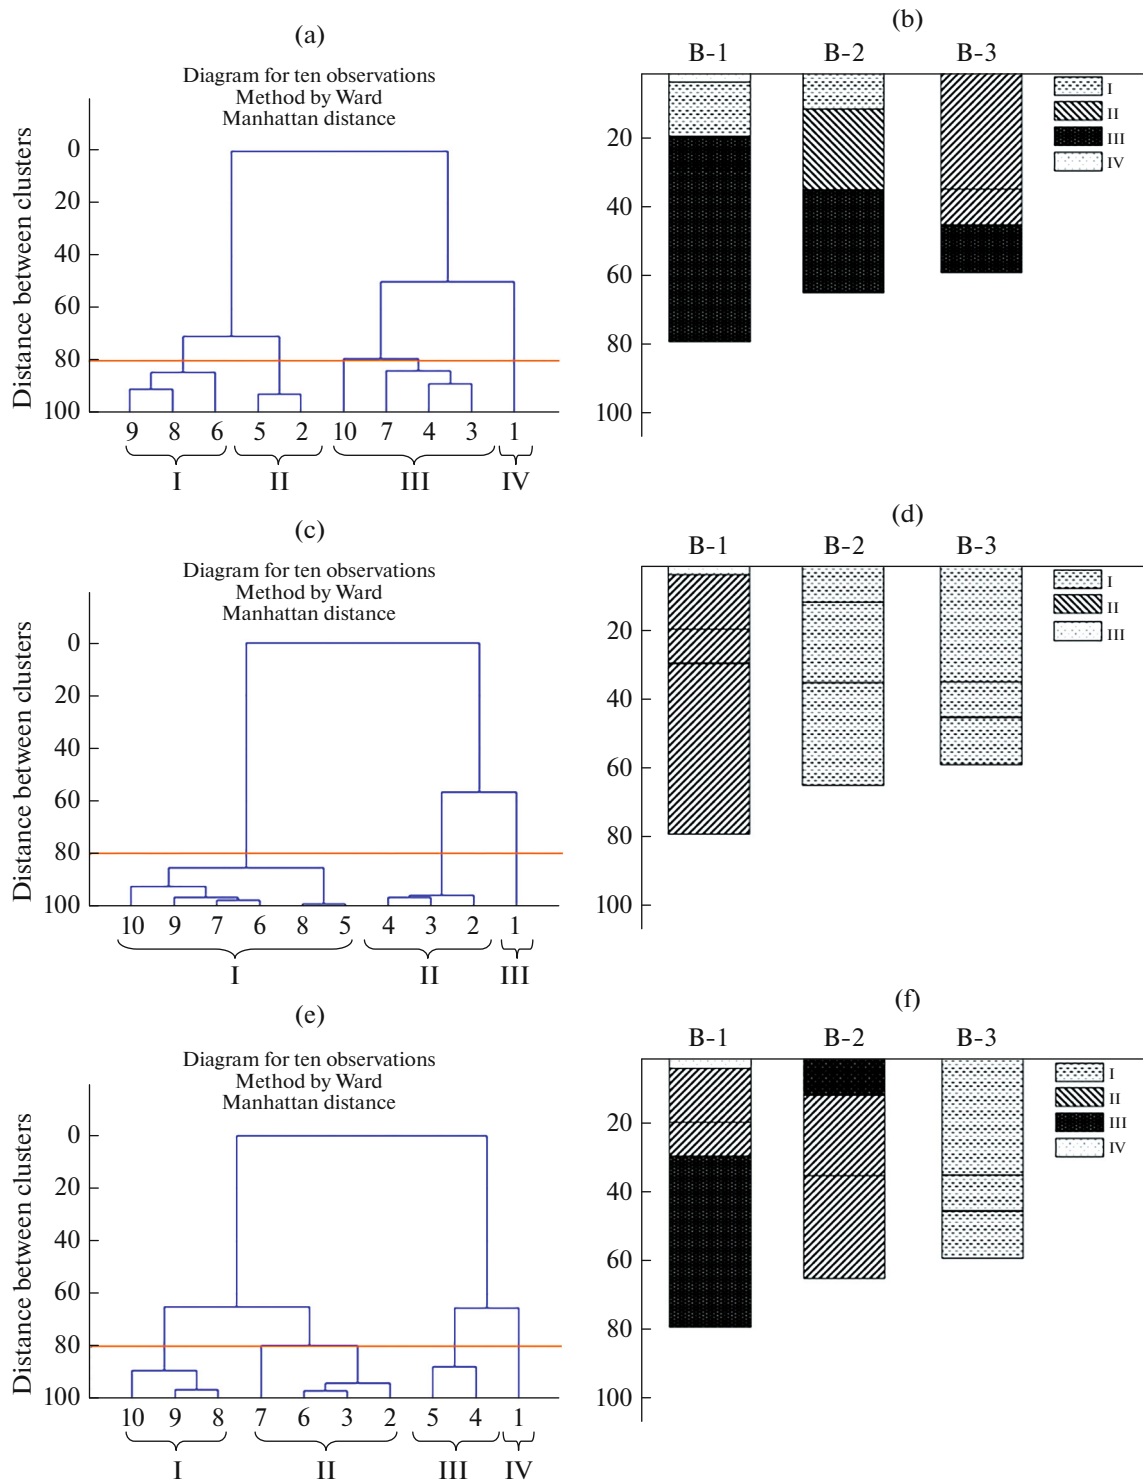 (a)
Diagram for ten observations
Method by Ward
Manhattan distance
Distance between clusters
0
20
40
60
80
100
9 8 6 5 2 10 7 4 3 1
I II III IV
(b)
B-1 B-2 B-3
I
II
III
IV
20
40
60
80
100
(c)
Diagram for ten observations
Method by Ward
Manhattan distance
Distance between clusters
0
20
40
60
80
100
10 9 7 6 8 5 4 3 2 1
I II III
(d)
B-1 B-2 B-3
I
II
III
20
40
60
80
100
(e)
Diagram for ten observations
Method by Ward
Manhattan distance
Distance between clusters
0
20
40
60
80
100
10 9 8 7 6 3 2 5 4 1
I II III IV
(f)
B-1 B-2 B-3
I
II
III
IV
20
40
60
80
100